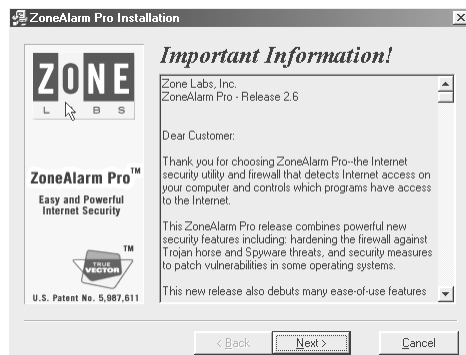 ZoneAlarm Pro Installation
ZONE
LABS
ZoneAlarm Pro™
Easy and Powerful
Internet Security
TM
TRUE
VECTOR
U.S. Patent No. 5,987,611
Important Information!
Zone Labs, Inc.
ZoneAlarm Pro - Release 2.6
Dear Customer:
Thank you for choosing ZoneAlarm Pro--the Internet
security utility and firewall that detects Internet access on
your computer and controls which programs have access
to the Internet.
This ZoneAlarm Pro release combines powerful new
security features including: hardening the firewall against
Trojan horse and Spyware threats, and security measures
to patch vulnerabilities in some operating systems.
This new release also debuts many ease-of-use features
< Back
Next >
Cancel